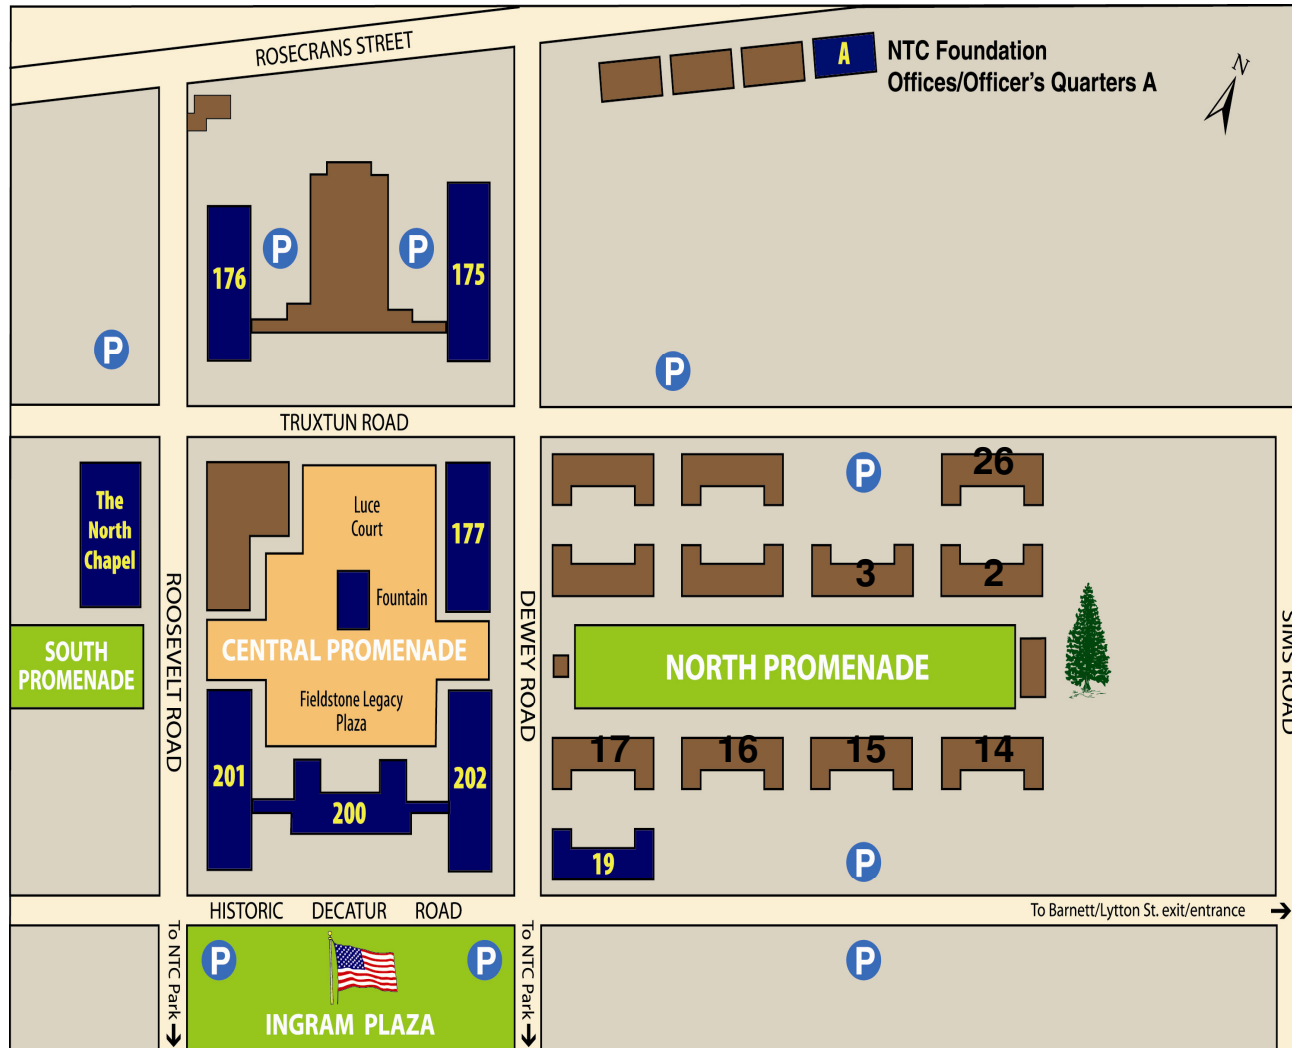 ROSECRANS STREET
A
NTC Foundation
Offices/Officer's Quarters A
N
P
P
176
175
P
P
TRUXTUN ROAD
The
North
Chapel
Luce
Court
177
Fountain
P
26
3
2
ROOSEVELT ROAD
DEWEY ROAD
SIMS ROAD
SOUTH
PROMENADE
CENTRAL PROMENADE
NORTH PROMENADE
Fieldstone Legacy
Plaza
17
16
15
14
201
202
200
19
P
HISTORIC DECATUR ROAD
To Barnett/Lytton St. exit/entrance
To NTC Park
To NTC Park
P
P
P
INGRAM PLAZA